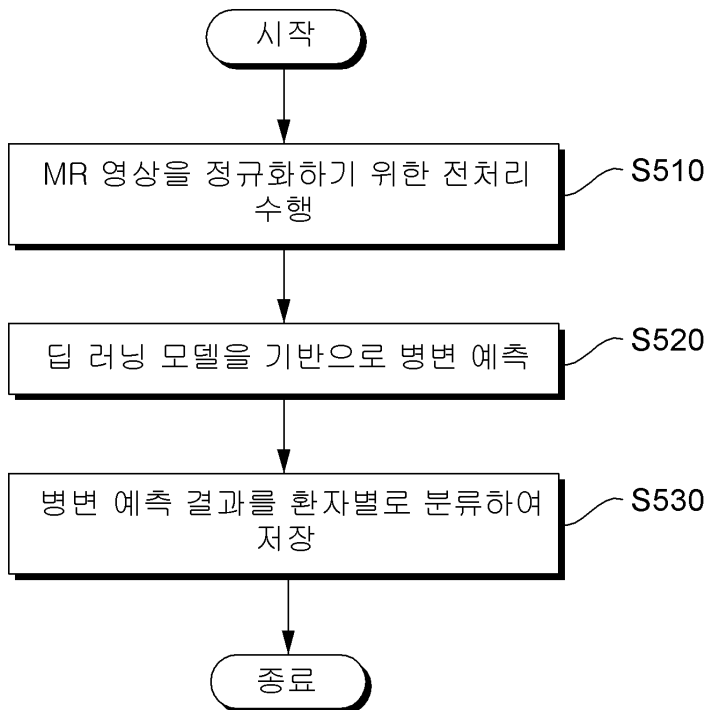 시작
MR 영상을 정규화하기 위한 전처리
수행
S510
딥 러닝 모델을 기반으로 병변 예측
S520
병변 예측 결과를 환자별로 분류하여
저장
S530
종료